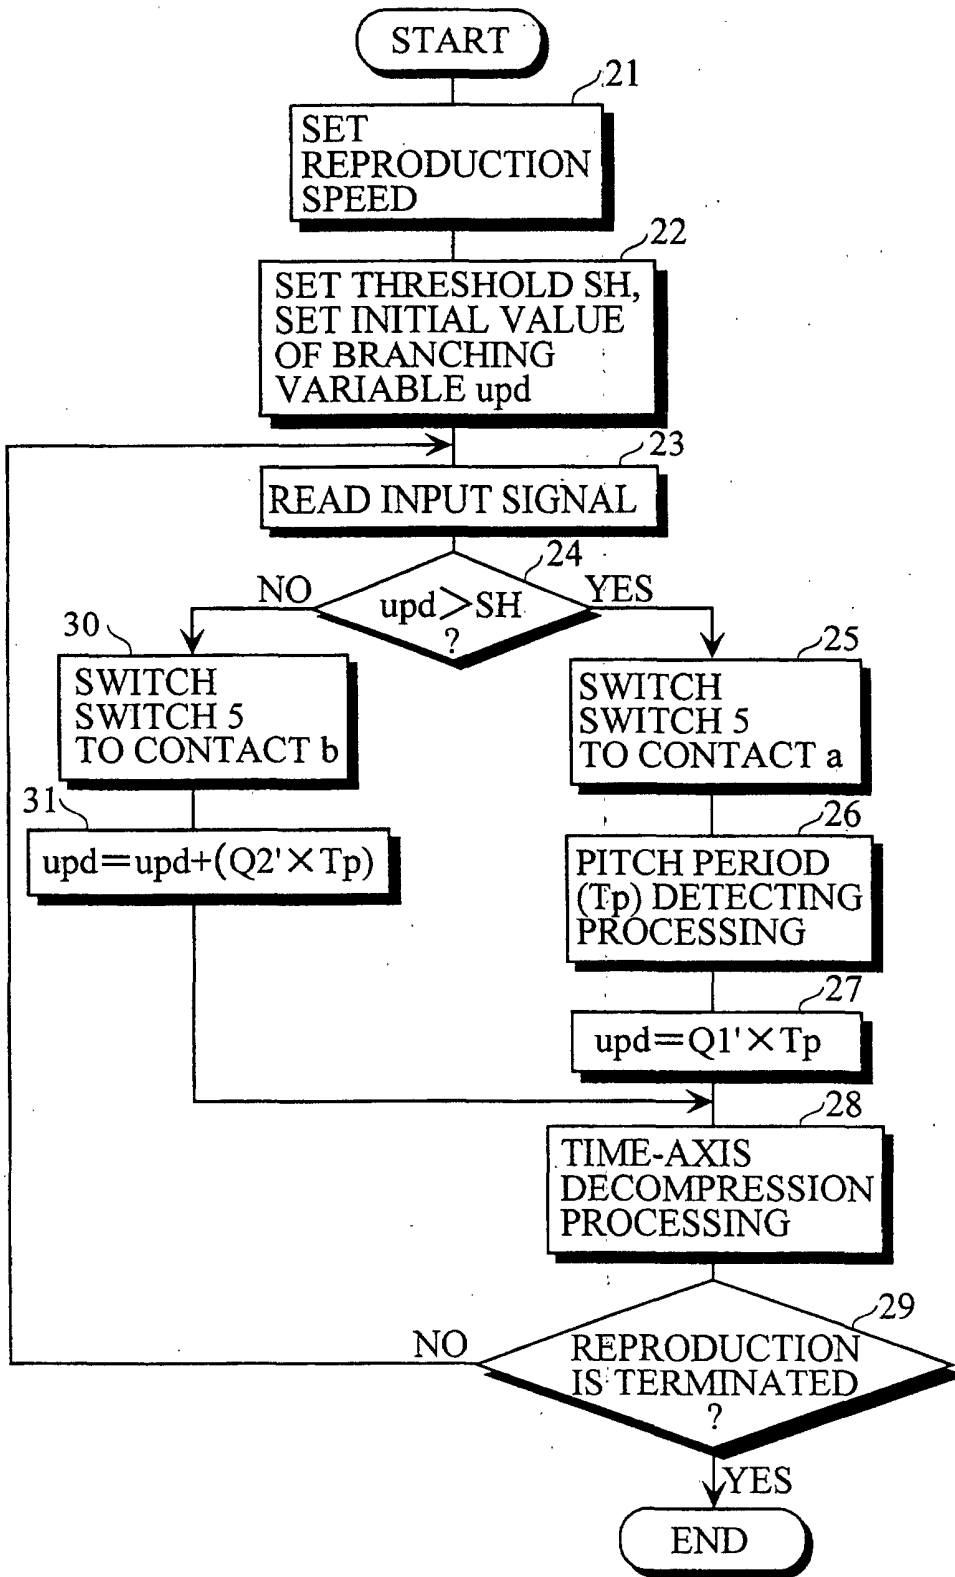 START
21
SET
REPRODUCTION
SPEED
22
SET THRESHOLD SH,
SET INITIAL VALUE
OF BRANCHING
VARIABLE upd
23
READ INPUT SIGNAL
24
NO
YES
upd>SH
?
30
SWITCH
SWITCH 5
TO CONTACT b
25
SWITCH
SWITCH 5
TO CONTACT a
31
upd=upd+(Q2'×Tp)
26
PITCH PERIOD
(Tp) DETECTING
PROCESSING
27
upd=Q1'×Tp
28
TIME-AXIS
DECOMPRESSION
PROCESSING
29
NO
REPRODUCTION
IS TERMINATED
?
YES
END